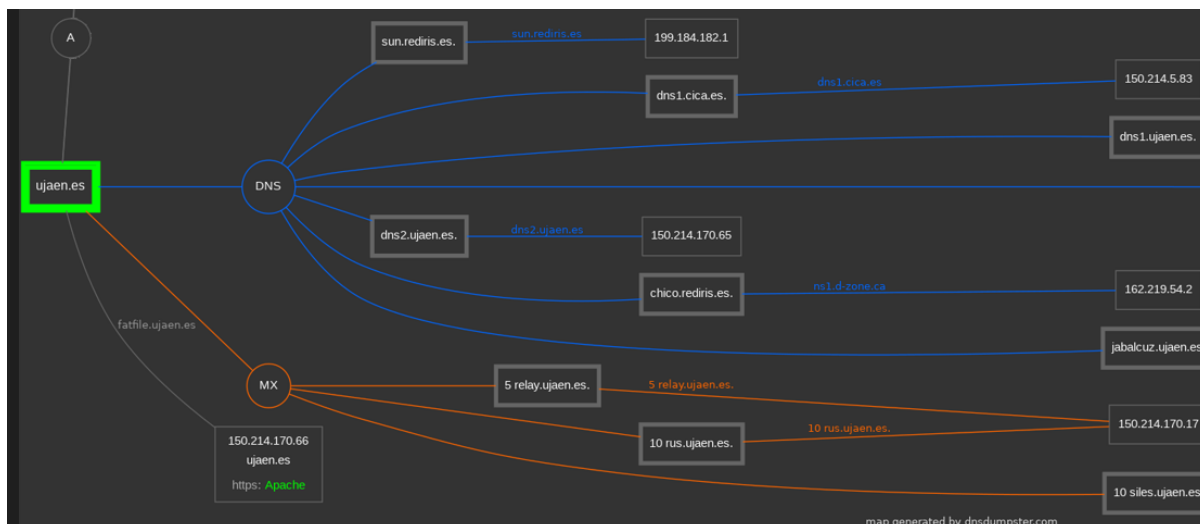 A
sun.rediris.es.
sun.rediris.es
199.184.182.1
dns1.cica.es.
dns1.cica.es
150.214.5.83
dns1.ujaen.es.
ujaen.es
DNS
dns2.ujaen.es.
dns2.ujaen.es
150.214.170.65
chico.rediris.es.
ns1.d-zone.ca
162.219.54.2
fatfile.ujaen.es
jabalcuz.ujaen.es
MX
5 relay.ujaen.es.
5 relay.ujaen.es.
150.214.170.17
10 rus.ujaen.es.
10 rus.ujaen.es.
150.214.170.66
ujaen.es
https: Apache
10 siles.ujaen.es
map generated by dnsdumpster.com